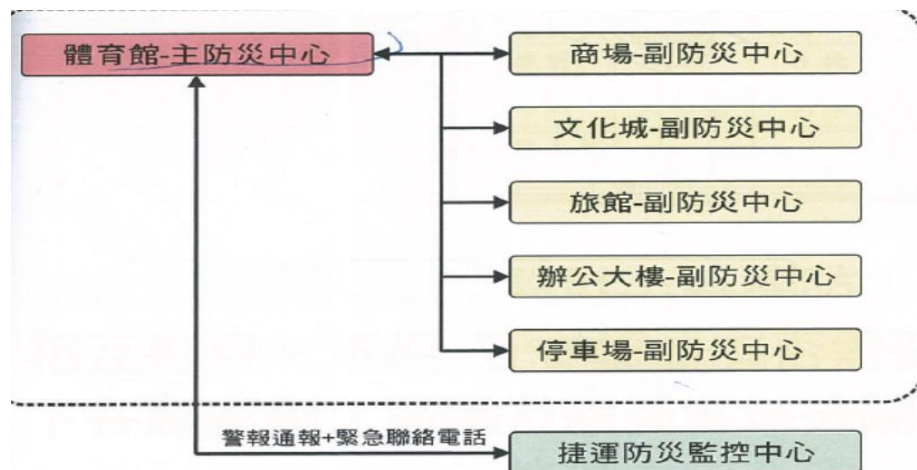 體育館-主防災中心
商場-副防災中心
文化城-副防災中心
旅館-副防災中心
辦公大樓-副防災中心
停車場-副防災中心
警報通報+緊急聯絡電話
捷運防災監控中心